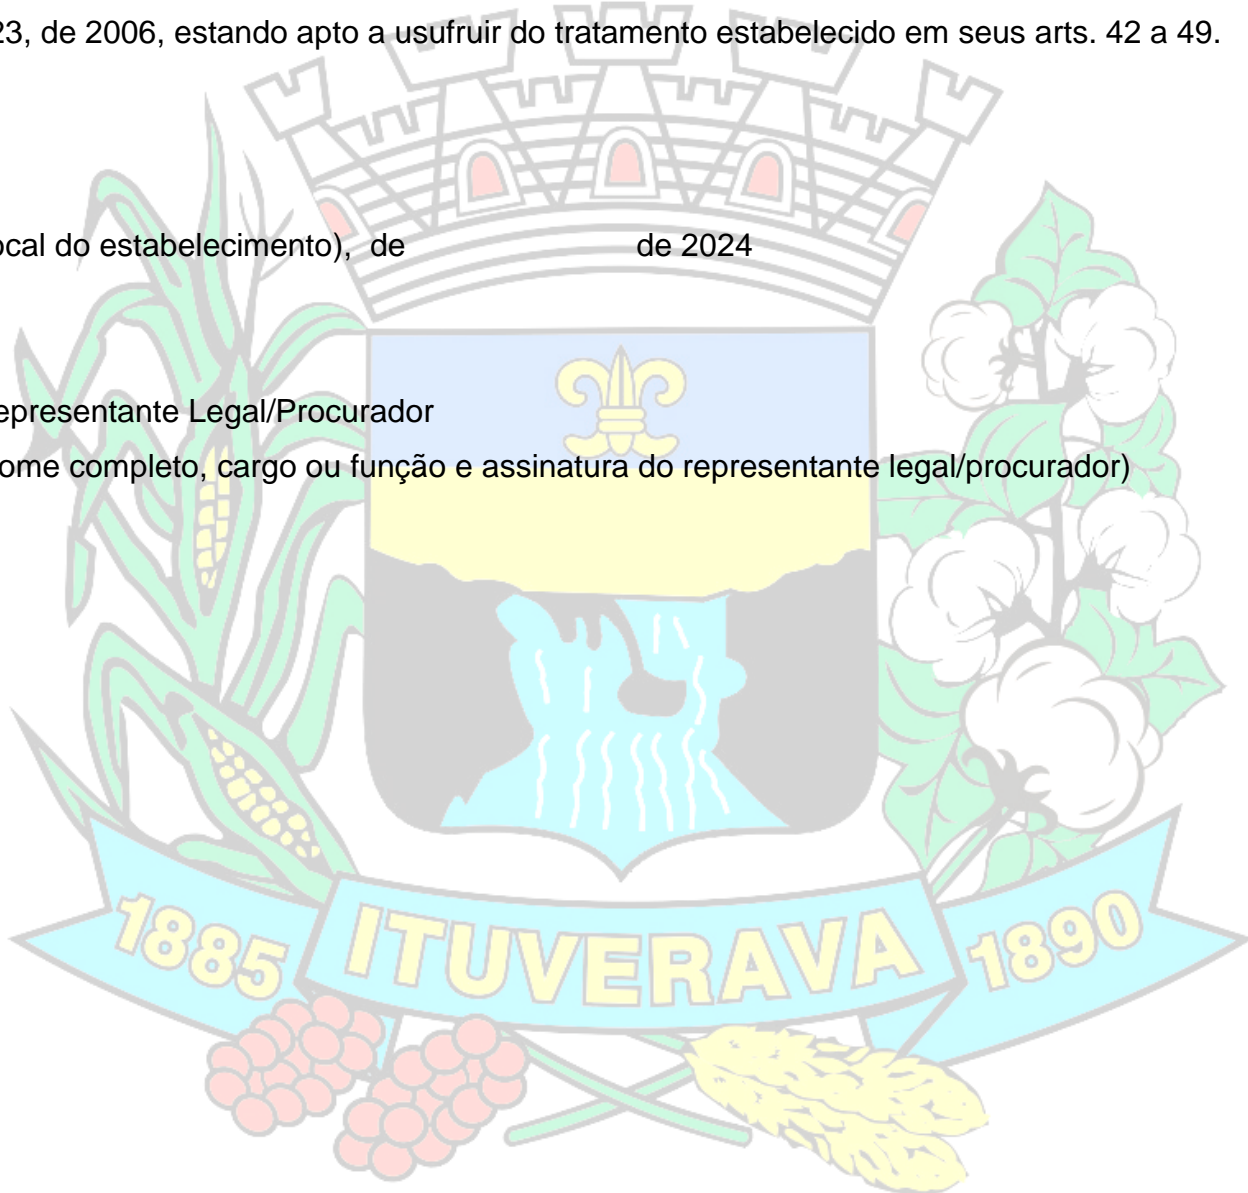 23, de 2006, estando apto a usufruir do tratamento estabelecido em seus arts. 42 a 49.
ocal do estabelecimento), de de 2024
epresentante Legal/Procurador
ome completo, cargo ou função e assinatura do representante legal/procurador)
1885 ITUVERAVA 1890